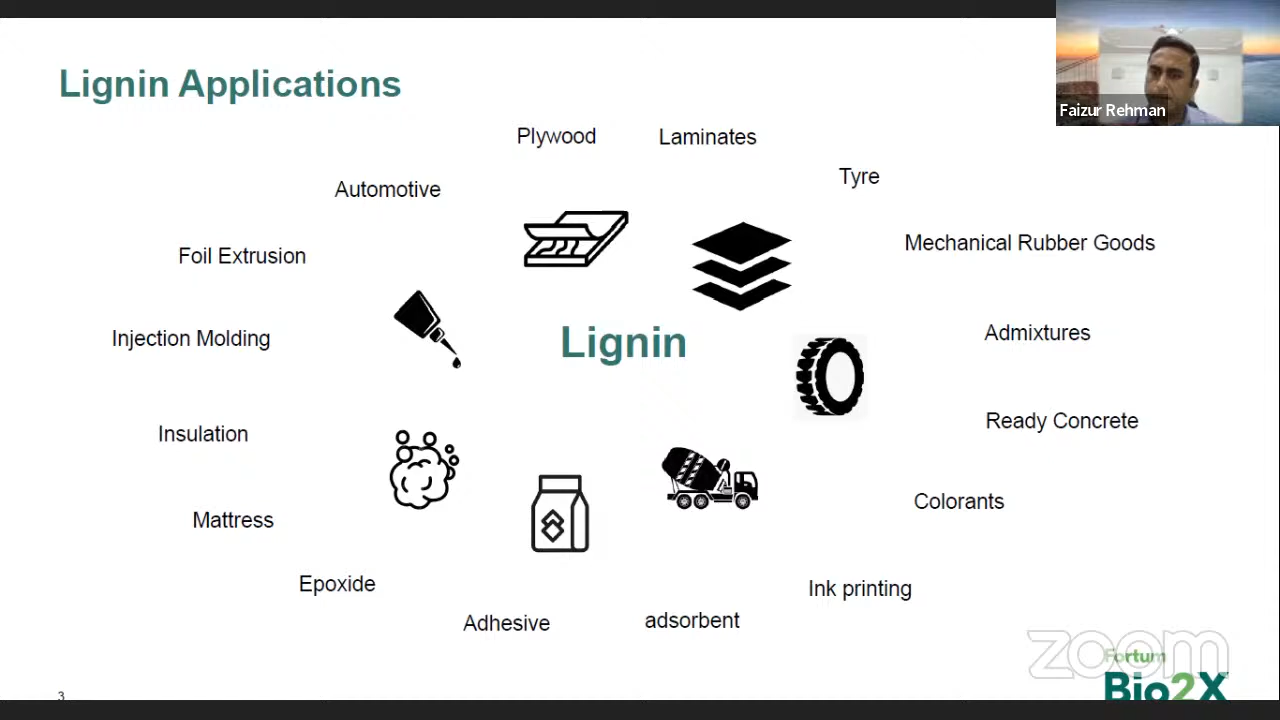 Lignin Applications
Faizur Rehman
Plywood
Laminates
Automotive
Tyre
Foil Extrusion
Mechanical Rubber Goods
Injection Molding
Lignin
Admixtures
Insulation
Ready Concrete
Mattress
Colorants
Epoxide
Ink printing
Adhesive
adsorbent
zoom
Fortum
Bio2X
3